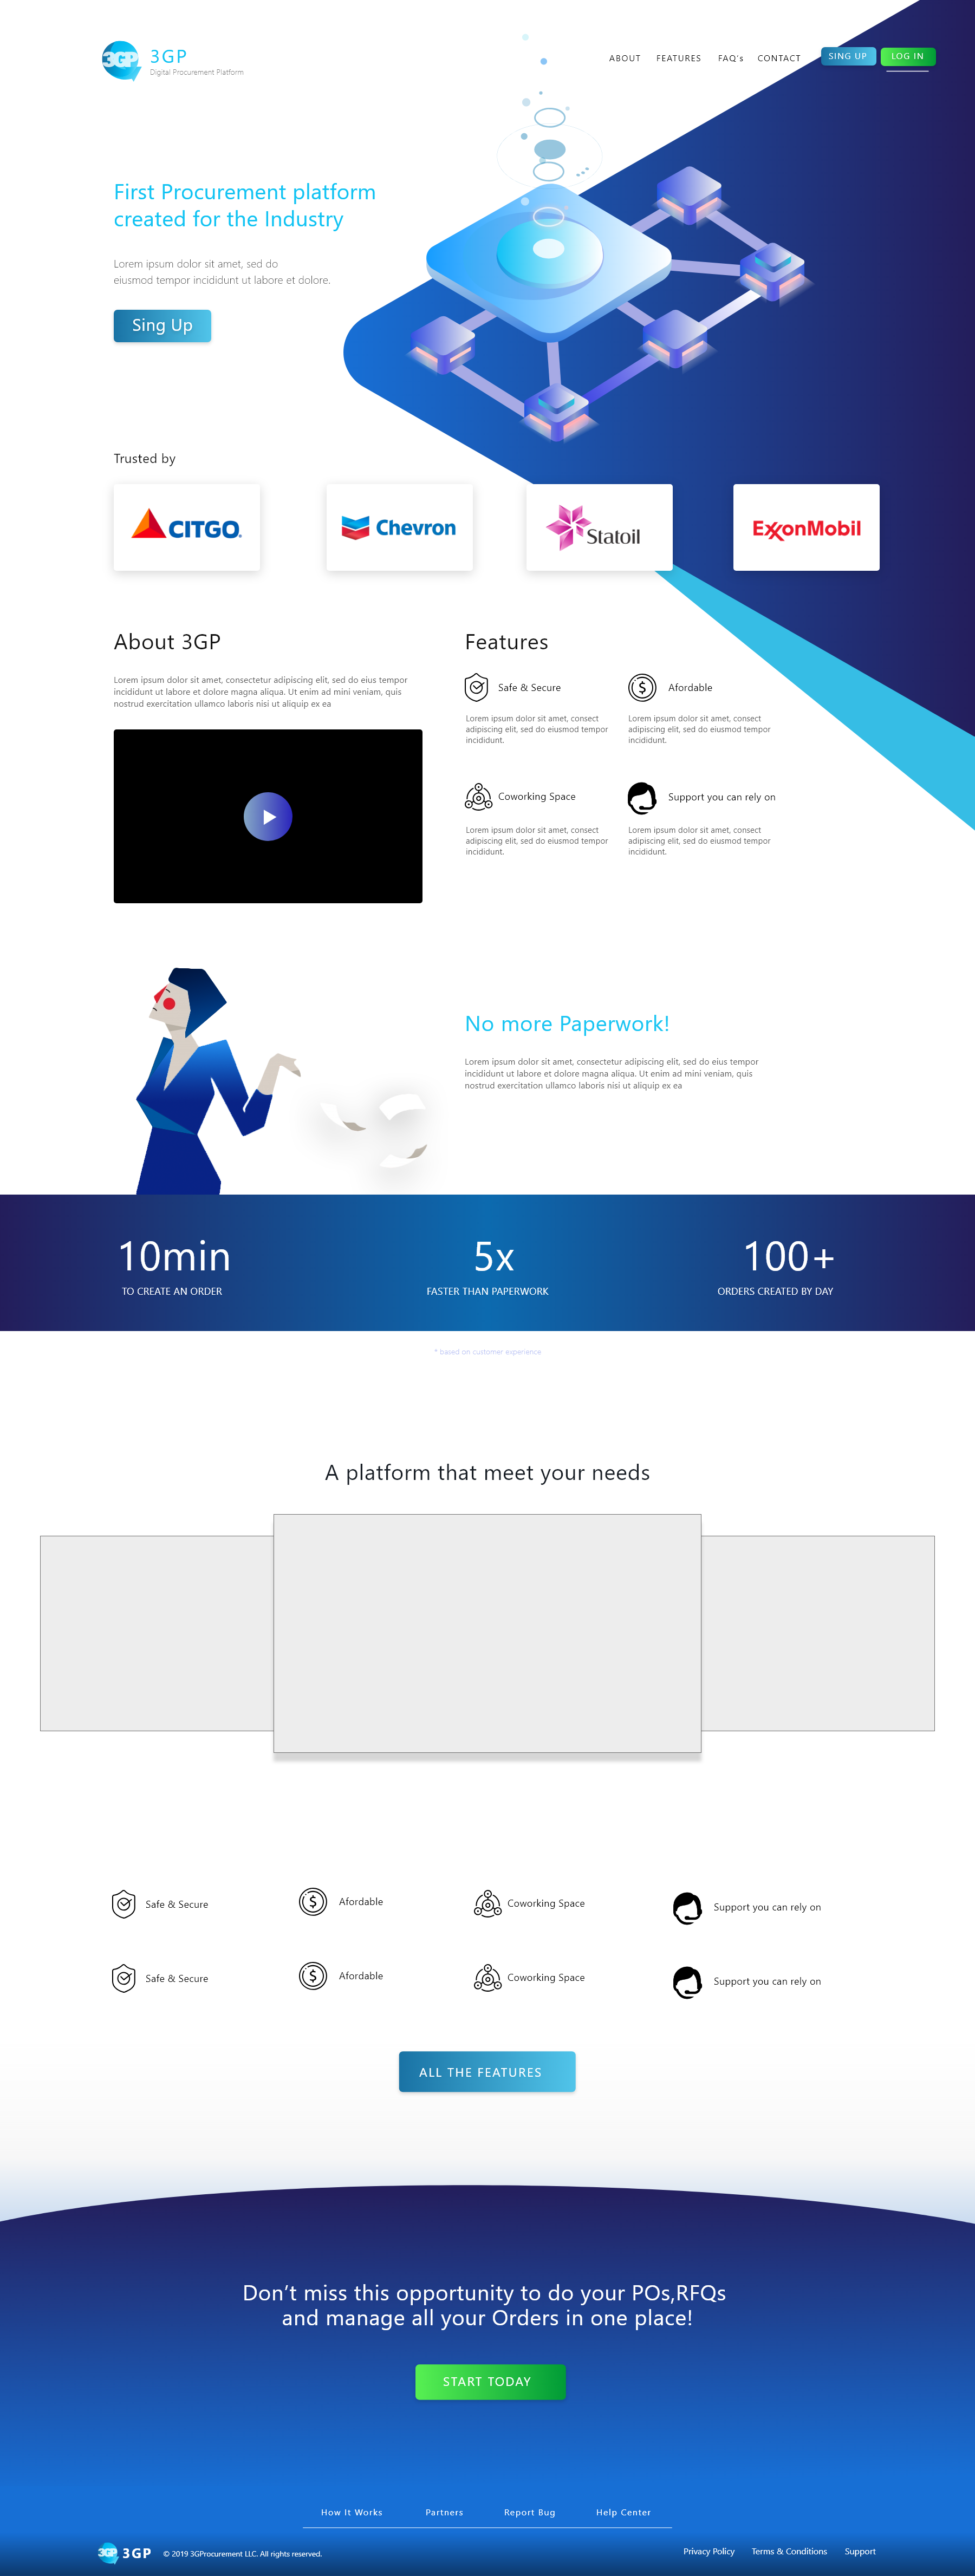 3GP
3GP
Digital Procurement Platform
ABOUT FEATURES FAQ's CONTACT SING UP LOG IN
First Procurement platform
created for the Industry
Lorem ipsum dolor sit amet, sed do
eiusmod tempor incididunt ut labore et dolore.
Sing Up
Trusted by
CITGO
Chevron
Statoil
ExxonMobil
About 3GP
Lorem ipsum dolor sit amet, consectetur adipiscing elit, sed do eius tempor
incididunt ut labore et dolore magna aliqua. Ut enim ad mini veniam, quis
nostrud exercitation ullamco laboris nisi ut aliquip ex ea
Features
Safe & Secure
Lorem ipsum dolor sit amet, consect
adipiscing elit, sed do eiusmod tempor
incididunt.
Afordable
Lorem ipsum dolor sit amet, consect
adipiscing elit, sed do eiusmod tempor
incididunt.
Coworking Space
Lorem ipsum dolor sit amet, consect
adipiscing elit, sed do eiusmod tempor
incididunt.
Support you can rely on
Lorem ipsum dolor sit amet, consect
adipiscing elit, sed do eiusmod tempor
incididunt.
No more Paperwork!
Lorem ipsum dolor sit amet, consectetur adipiscing elit, sed do eius tempor
incididunt ut labore et dolore magna aliqua. Ut enim ad mini veniam, quis
nostrud exercitation ullamco laboris nisi ut aliquip ex ea
10min
TO CREATE AN ORDER
5x
FASTER THAN PAPERWORK
100+
ORDERS CREATED BY DAY
* based on customer experience
A platform that meet your needs
Safe & Secure
Afordable
Coworking Space
Support you can rely on
Safe & Secure
Afordable
Coworking Space
Support you can rely on
ALL THE FEATURES
Don't miss this opportunity to do your POs,RFQs
and manage all your Orders in one place!
START TODAY
How It Works Partners Report Bug Help Center
3GP 3GP © 2019 3GProcurement LLC. All rights reserved. Privacy Policy Terms & Conditions Support